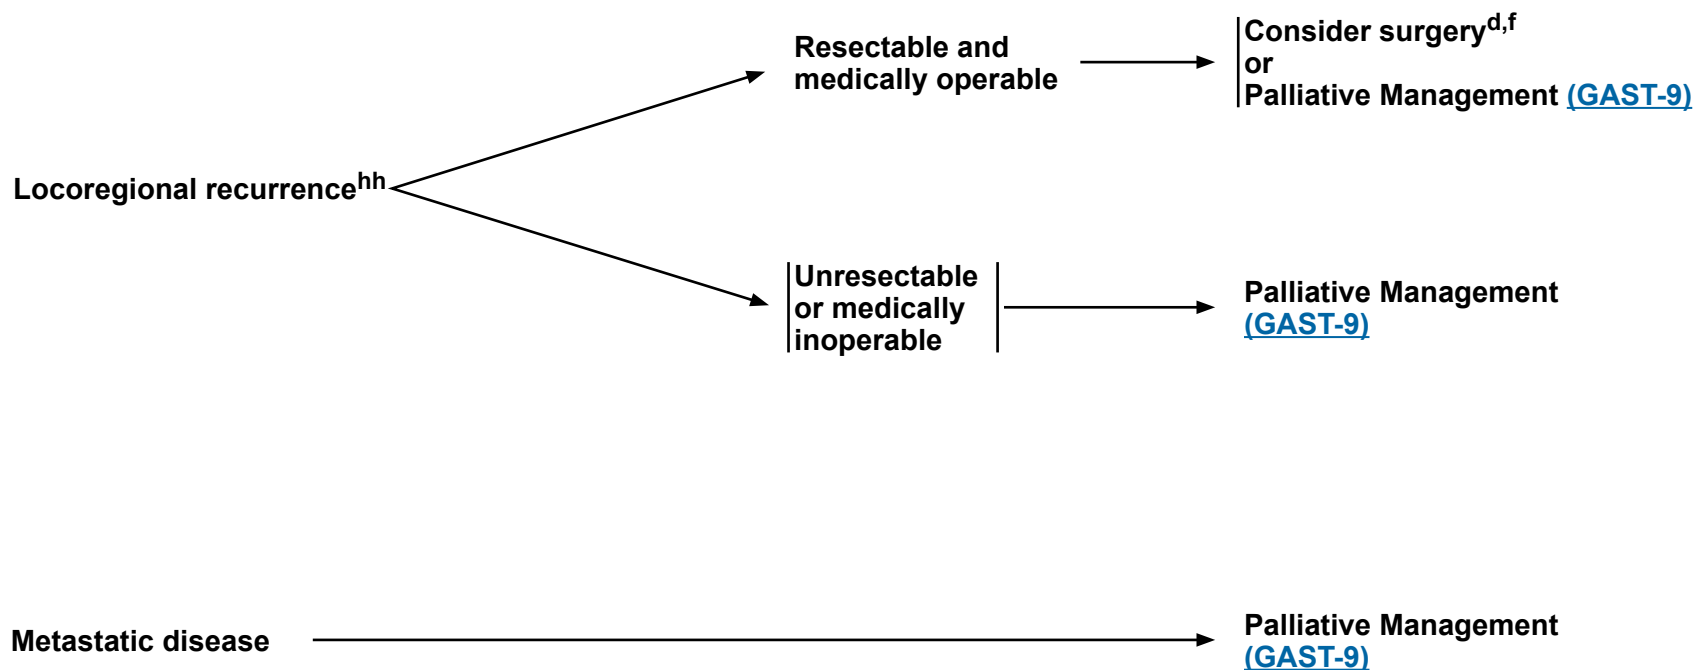 Resectable and
medically operable
Consider surgeryd,f
or
Palliative Management (GAST-9)
Locoregional recurrencehh
Unresectable
or medically
inoperable
Palliative Management
(GAST-9)
Metastatic disease
Palliative Management
(GAST-9)